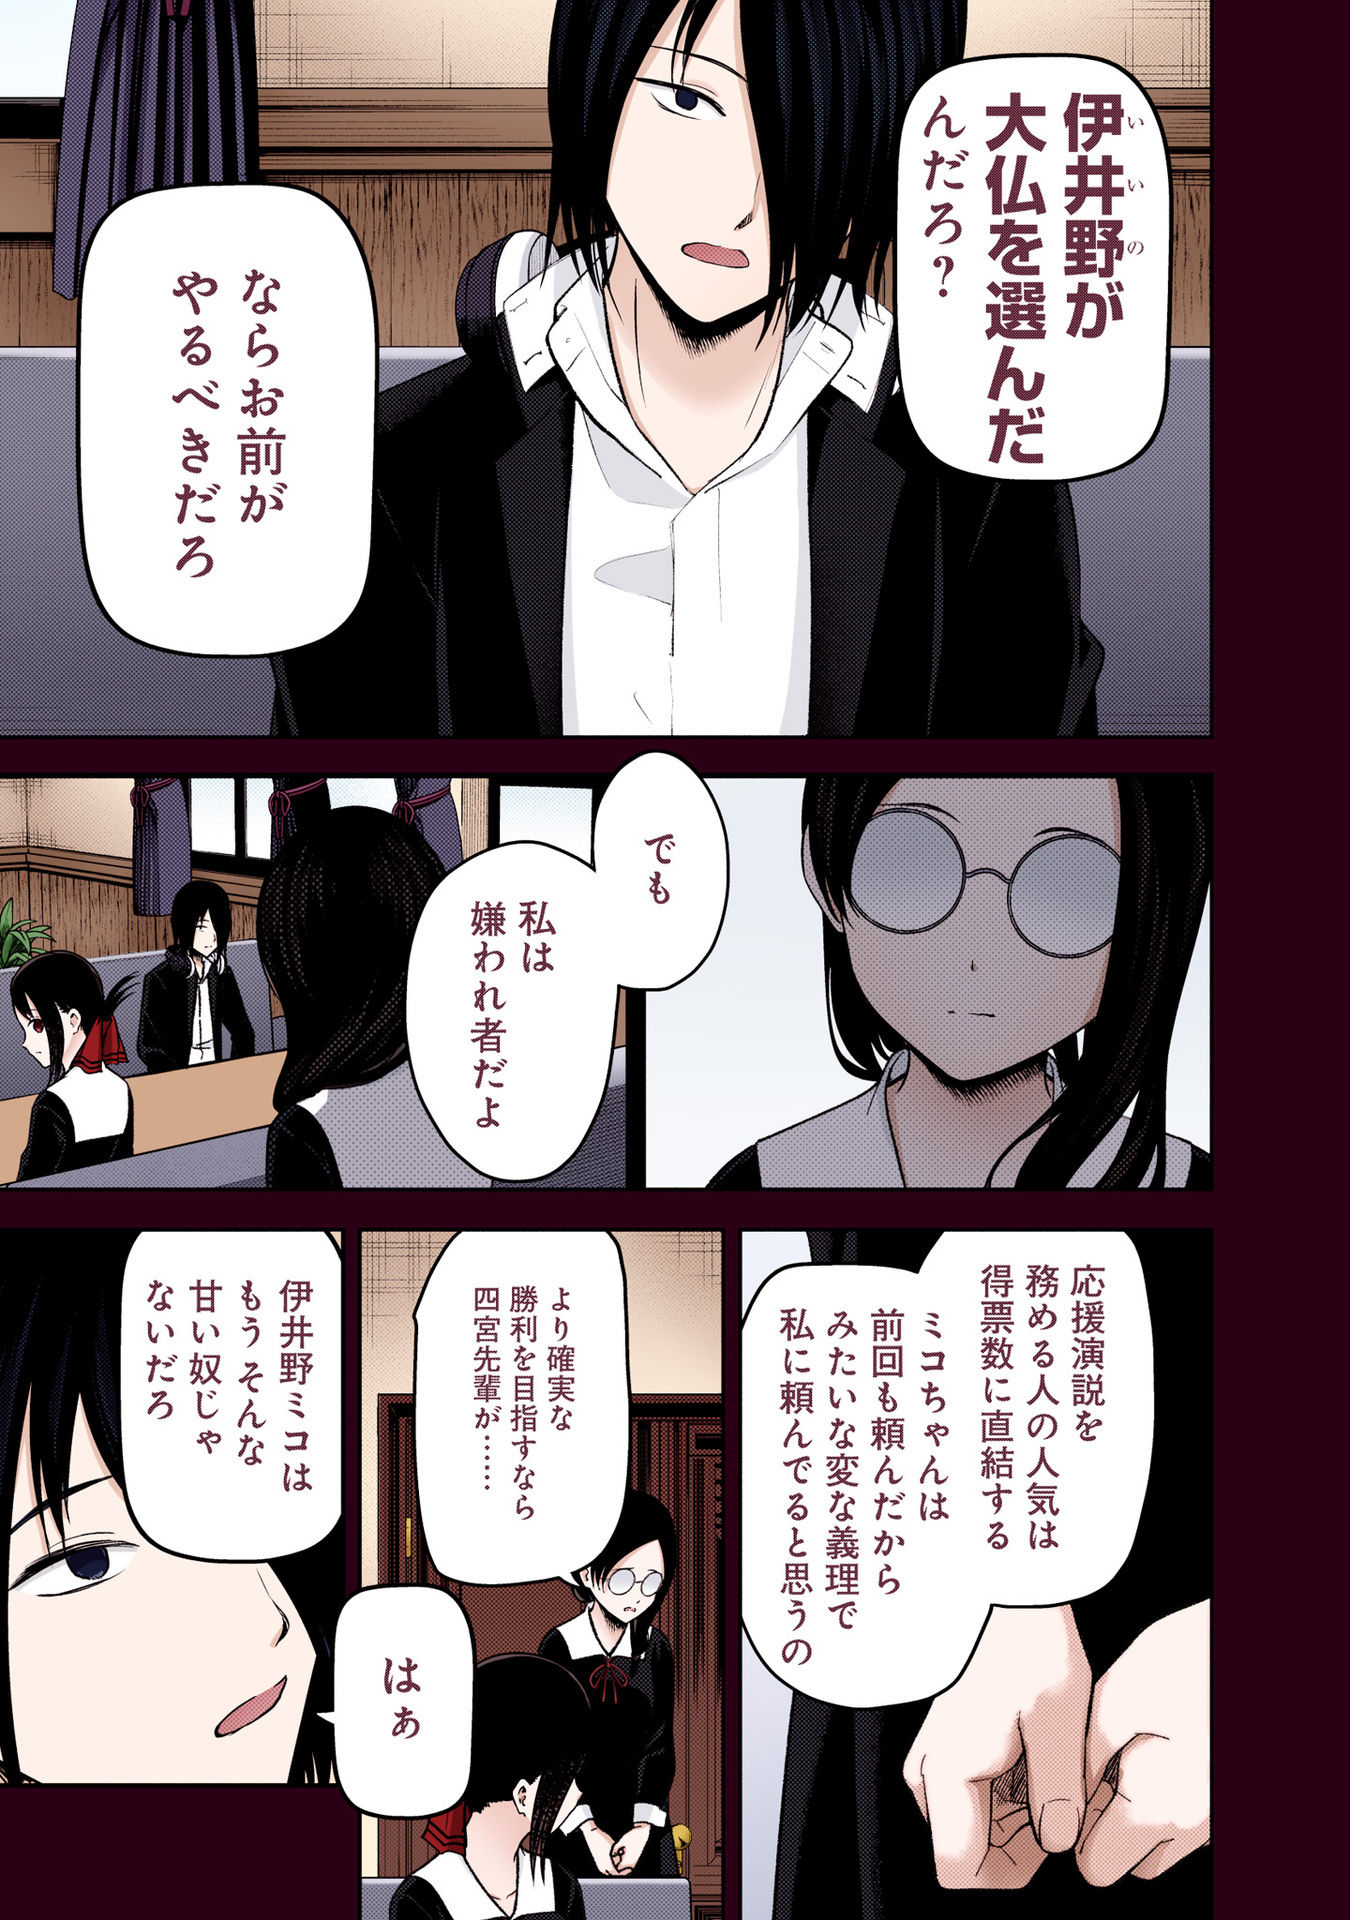 伊井野が
いいの
大仏を選んだ
んだろ？
ならお前が
やるべきだろ
でも
私は
嫌われ者だよ
応援演説を
務める人の人気は
得票数に直結する
ミコちゃんは
前回も頼んだから
みたいな変な義理で
私に頼んでると思うの
より確実な
勝利を目指すなら
四宮先輩が……
はぁ
伊井野ミコは
もうそんな
甘い奴じゃ
ないだろ